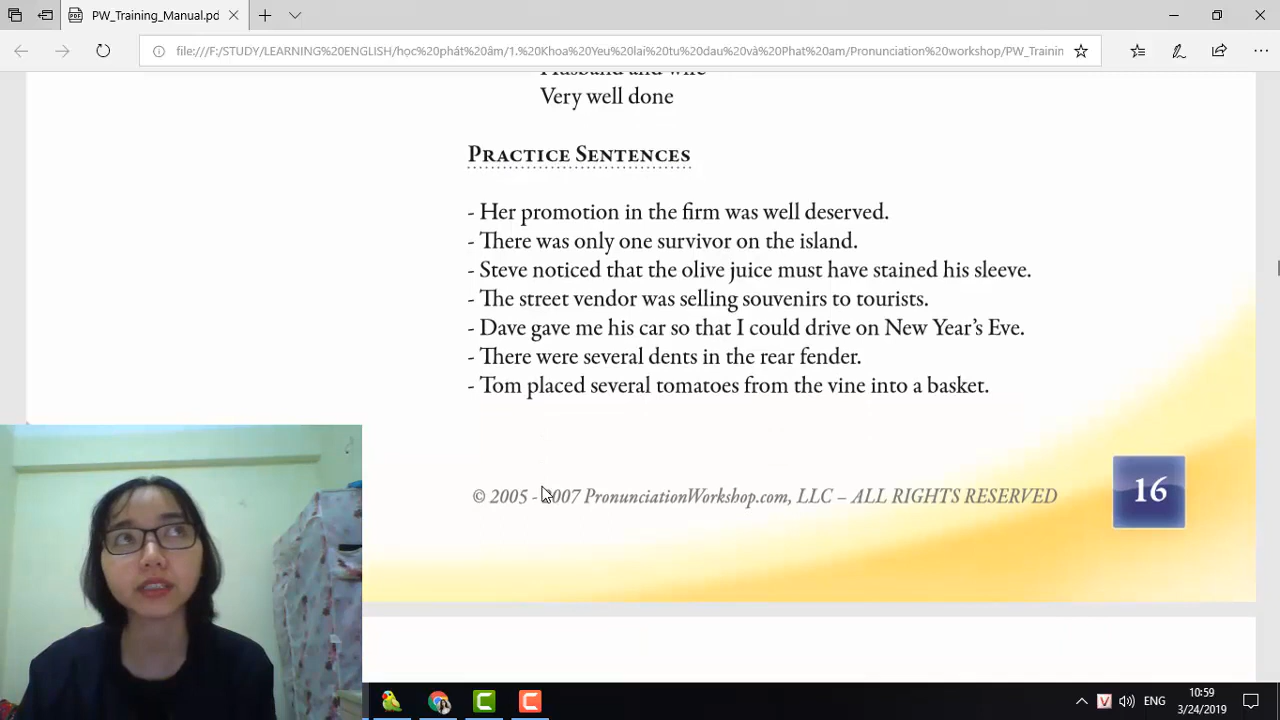 PW_Training_Manual.
file:///F:/STUDY/LEARNING%20ENGLISH/học%20phát%20âm/1.%20Khoa%20Yeu%20lai%20tu%20dau%20và%20Phat%20am/Pronunciation%20workshop/PW_Trainin
Husband and wife
Very well done
Practice Sentences
- Her promotion in the firm was well deserved.
- There was only one survivor on the island.
- Steve noticed that the olive juice must have stained his sleeve.
- The street vendor was selling souvenirs to tourists.
- Dave gave me his car so that I could drive on New Year's Eve.
- There were several dents in the rear fender.
- Tom placed several tomatoes from the vine into a basket.
© 2005 - 2007 PronunciationWorkshop.com, LLC – ALL RIGHTS RESERVED
16
V
ENG
10:59
3/24/2019